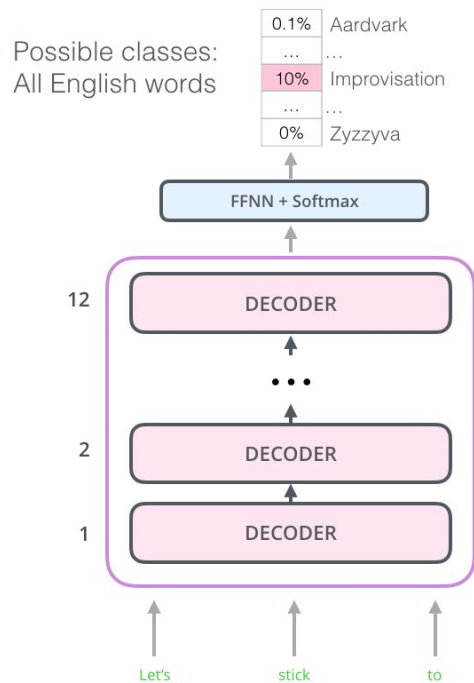 Possible classes:
All English words
0.1% Aardvark
... ...
10% Improvisation
... ...
0% Zyzzyva
FFNN + Softmax
12 DECODER
...
2 DECODER
1 DECODER
Let's stick to